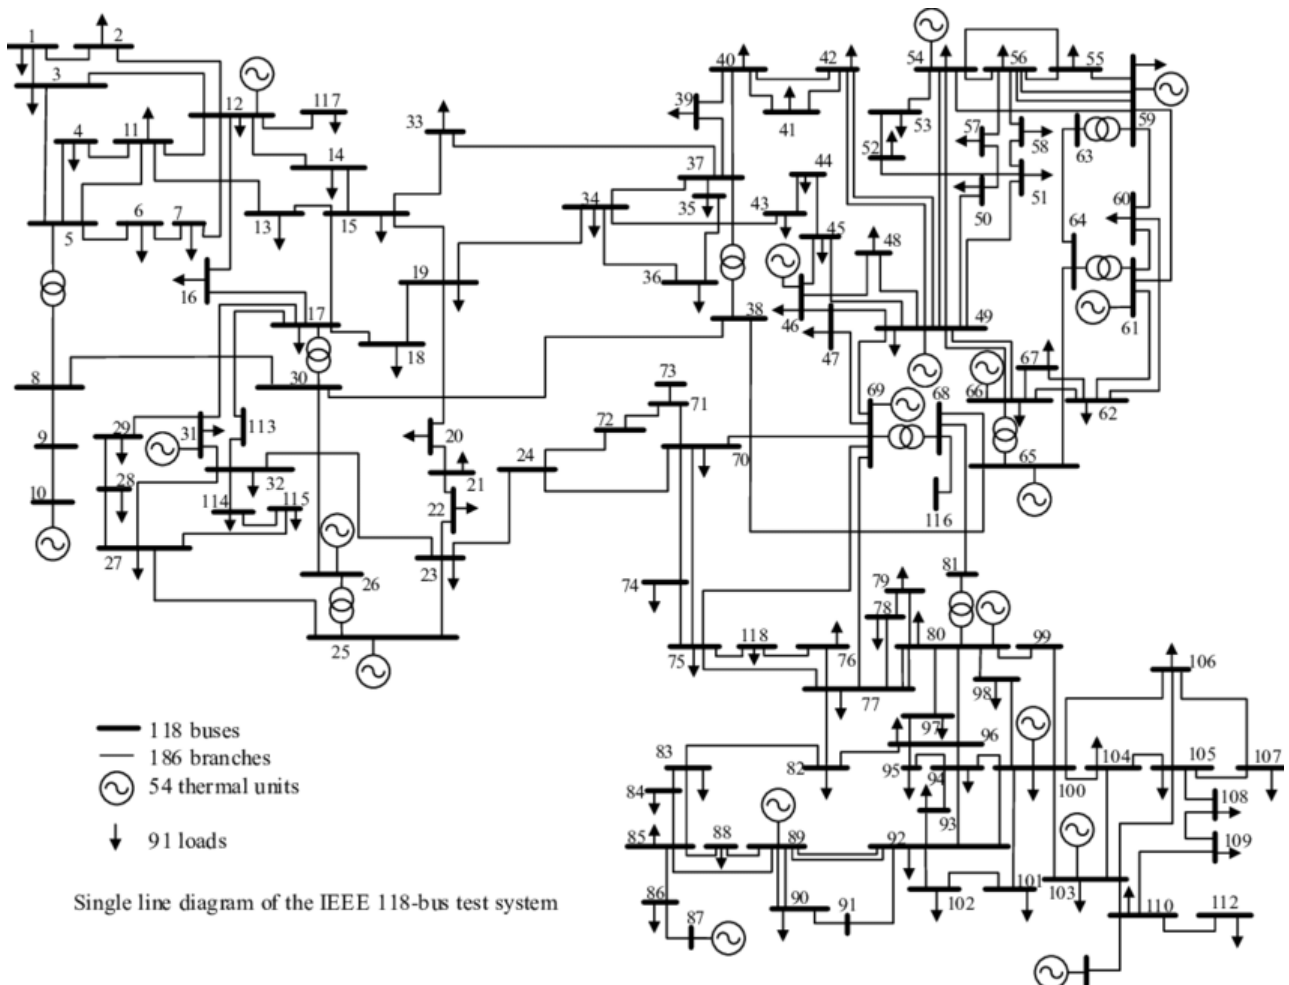 1 2 54 56 55
3 40 42
12 117 39 59
33 41 53
4 11 57 58 63
14 52
37 44
34 35 43 51
6 7 50 60
5 13 15 45 48 64
16 19 36
17 38 46 49 61
18 47 67
8 30 73 69 68 66 62
71
29 31 113 72
9 20 24 70 65
28 32 21
10 114 115 22 116
27 26 23 81
74 79
78
25 75 118 76 80 99
77 98 106
118 buses
97 96
186 branches 83 82 95 94 104 105 107
54 thermal units 84 100
93 108
91 loads 85 88 89 92 109
86 101 103
Single line diagram of the IEEE 118-bus test system
87 90 91 102 110 112